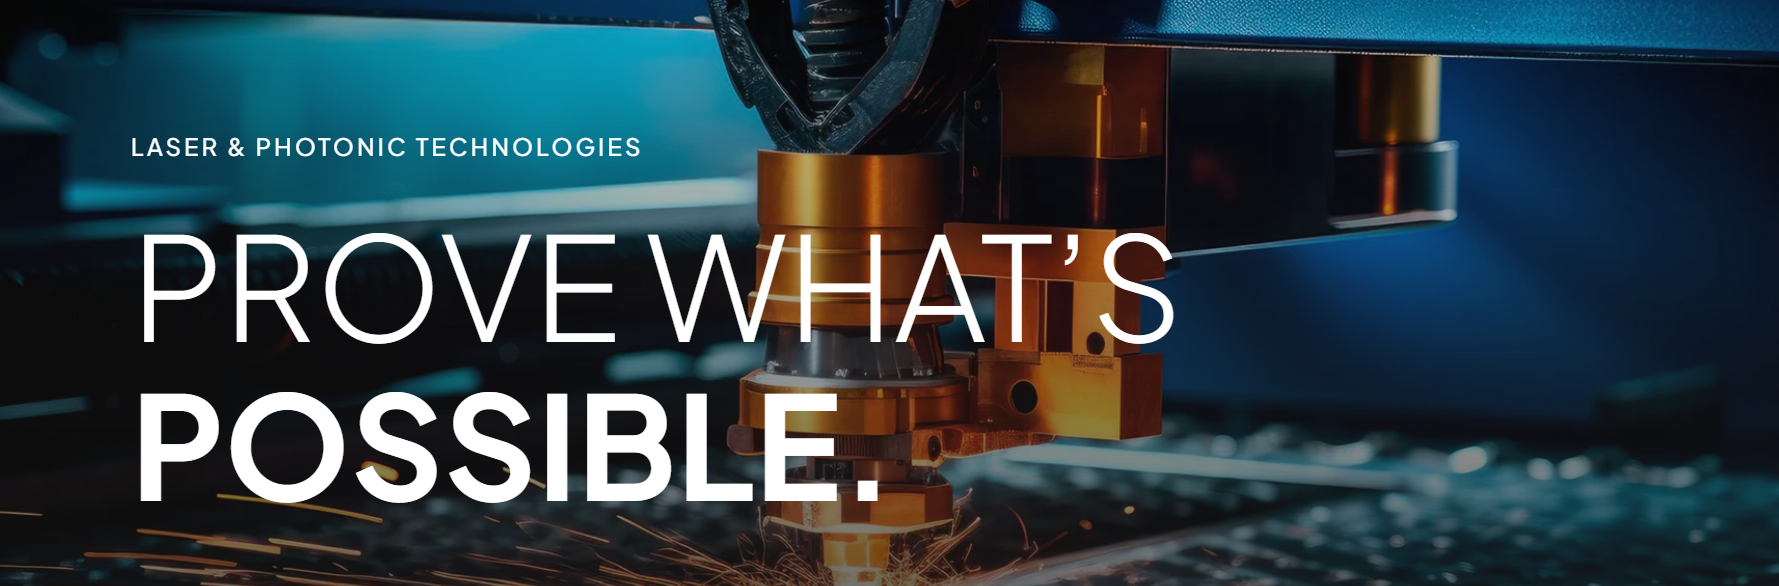 LASER & PHOTONIC TECHNOLOGIES
PROVE WHAT’S
POSSIBLE.